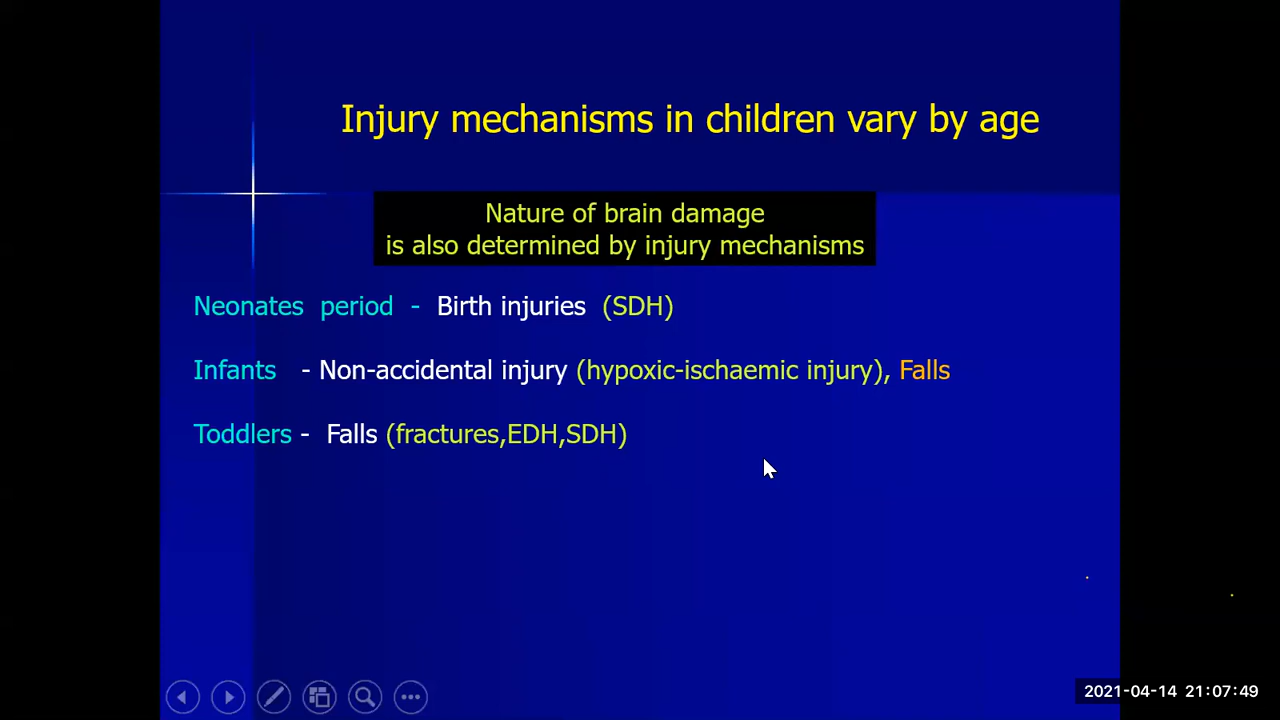 Injury mechanisms in children vary by age
Nature of brain damage
is also determined by injury mechanisms
Neonates period - Birth injuries (SDH)
Infants - Non-accidental injury (hypoxic-ischaemic injury), Falls
Toddlers - Falls (fractures,EDH,SDH)
2021-04-14 21:07:49